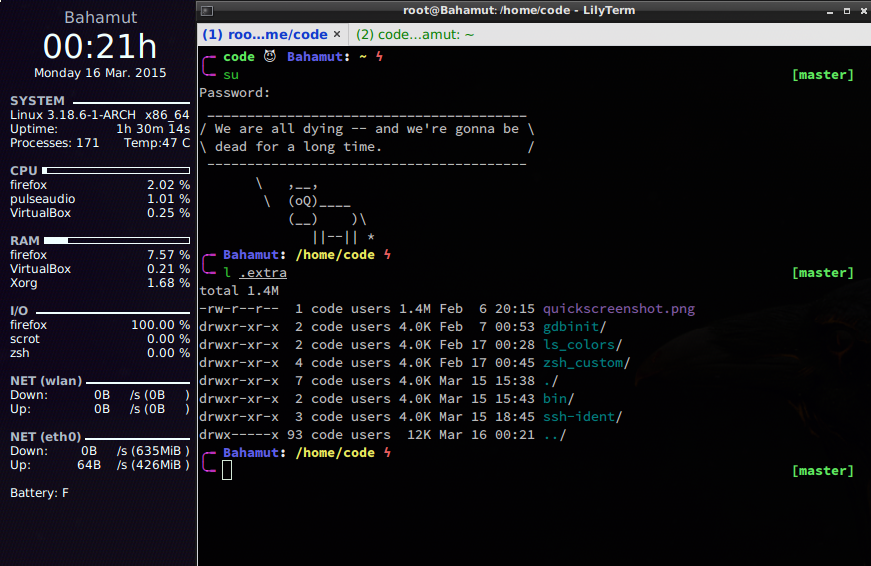 Bahamut
00:21h
Monday 16 Mar. 2015
SYSTEM
Linux 3.18.6-1-ARCH x86_64
Uptime: 1h 30m 14s
Processes: 171 Temp:47 C
CPU
firefox 2.02 %
pulseaudio 1.01 %
VirtualBox 0.25 %
RAM
firefox 7.57 %
VirtualBox 0.21 %
Xorg 1.68 %
I/O
firefox 100.00 %
scrot 0.00 %
zsh 0.00 %
NET (wlan)
Down: 0B /s (0B )
Up: 0B /s (0B )
NET (eth0)
Down: 0B /s (635MiB )
Up: 64B /s (426MiB )
Battery: F
root@Bahamut: /home/code - LilyTerm
(1) roo...me/code × (2) code...amut: ~
╭─ code 😈 Bahamut: ~ ϟ
╰─ su [master]
Password:
 ________________________________________
/ We are all dying -- and we're gonna be \
\ dead for a long time. /
 ----------------------------------------
       \   ,__,
        \  (oQ)____
           (__)    )\
              ||--|| *
╭─ Bahamut: /home/code ϟ
╰─ l .extra [master]
total 1.4M
-rw-r--r--  1 code users 1.4M Feb  6 20:15 quickscreenshot.png
drwxr-xr-x  2 code users 4.0K Feb  7 00:53 gdbinit/
drwxr-xr-x  2 code users 4.0K Feb 17 00:28 ls_colors/
drwxr-xr-x  4 code users 4.0K Feb 17 00:45 zsh_custom/
drwxr-xr-x  7 code users 4.0K Mar 15 15:38 ./
drwxr-xr-x  2 code users 4.0K Mar 15 15:43 bin/
drwxr-xr-x  3 code users 4.0K Mar 15 18:45 ssh-ident/
drwx-----x 93 code users  12K Mar 16 00:21 ../
╭─ Bahamut: /home/code ϟ
╰─ [master]